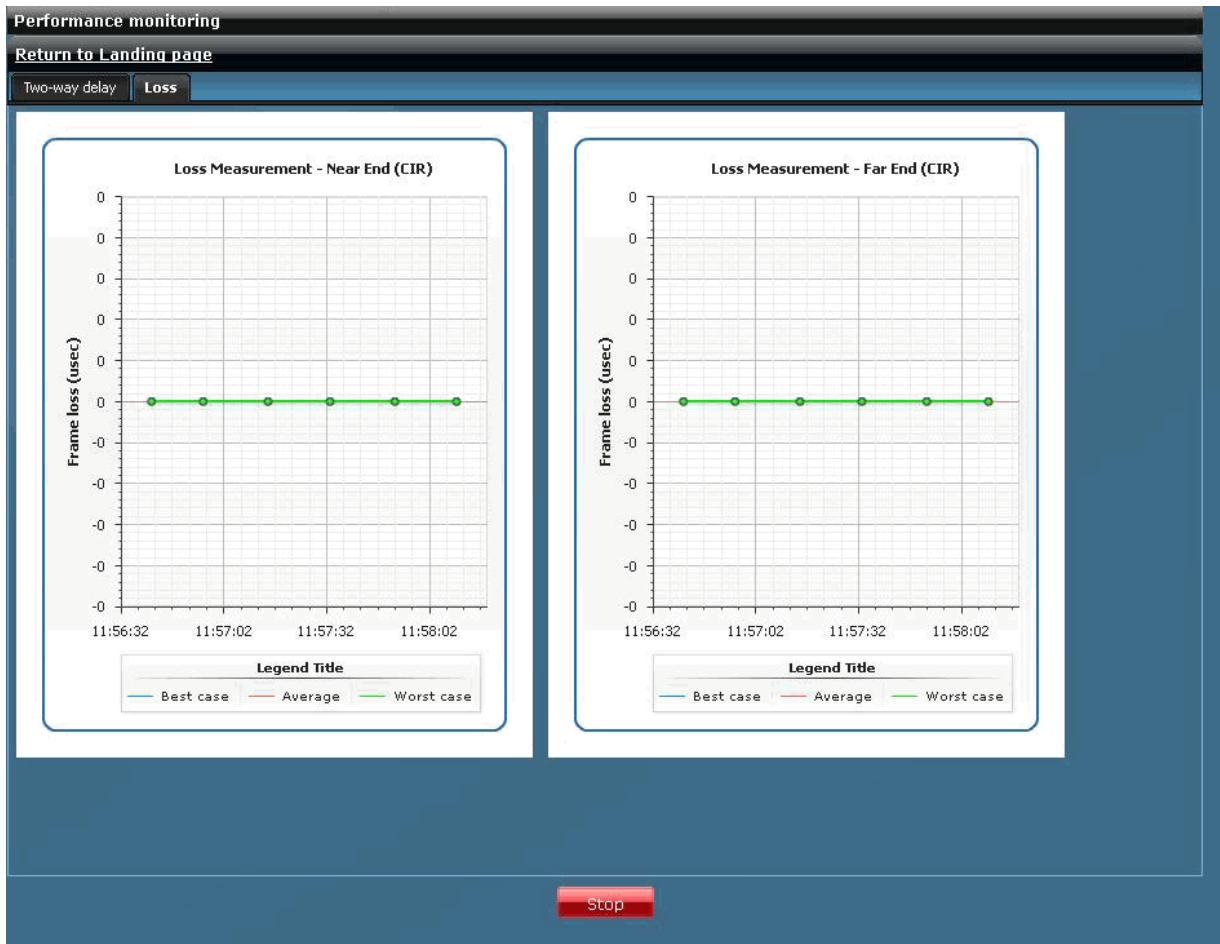 Performance monitoring
Return to Landing page
Two-way delay Loss
Loss Measurement - Near End (CIR)
0
0
0
0
0
0
-0
-0
-0
-0
-0
Frame loss (usec)
11:56:32 11:57:02 11:57:32 11:58:02
Legend Title
Best case Average Worst case
Loss Measurement - Far End (CIR)
0
0
0
0
0
0
-0
-0
-0
-0
-0
Frame loss (usec)
11:56:32 11:57:02 11:57:32 11:58:02
Legend Title
Best case Average Worst case
Stop